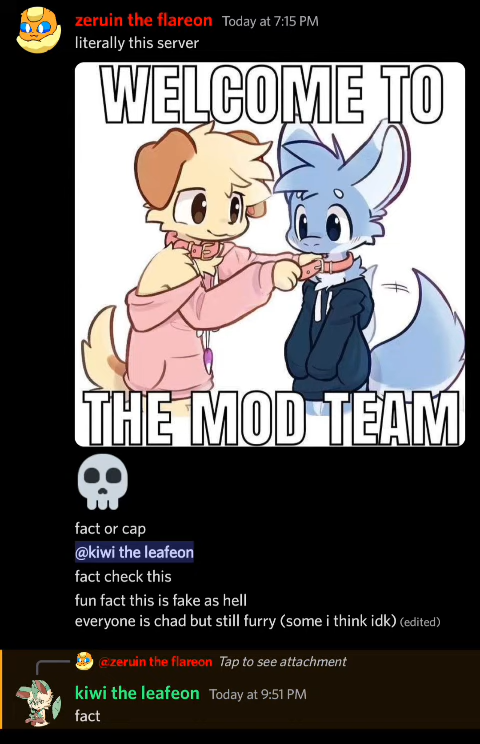 zeruin the flareon Today at 7:15 PM
literally this server
WELCOME TO
THE MOD TEAM
fact or cap
@kiwi the leafeon
fact check this
fun fact this is fake as hell
everyone is chad but still furry (some i think idk) (edited)
@zeruin the flareon Tap to see attachment
kiwi the leafeon Today at 9:51 PM
fact